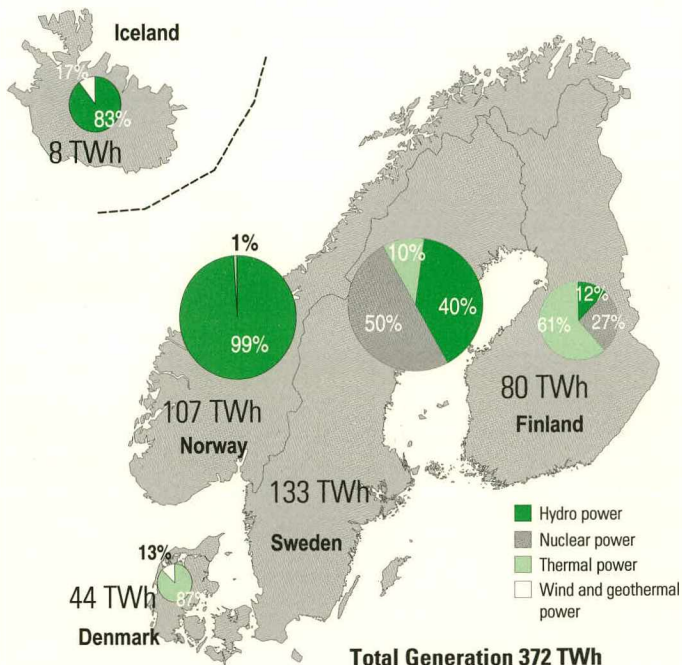 Iceland
17%
83%
8 TWh
1%
99%
107 TWh
Norway
10%
40%
50%
133 TWh
Sweden
12%
27%
61%
80 TWh
Finland
13%
87%
44 TWh
Denmark
Hydro power
Nuclear power
Thermal power
Wind and geothermal
power
Total Generation 372 TWh